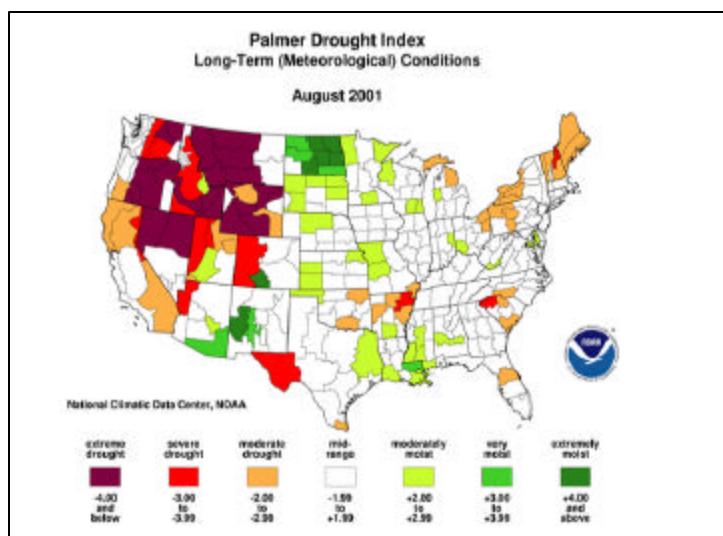 Palmer Drought Index
Long-Term (Meteorological) Conditions
August 2001
NOAA
National Climatic Data Center, NOAA
extreme drought
severe drought
moderate drought
mid-range
moderately moist
very moist
extremely moist
-4.00 and below
-3.00 to -3.99
-2.00 to -2.99
-1.99 to +1.99
+2.00 to +2.99
+3.00 to +3.99
+4.00 and above